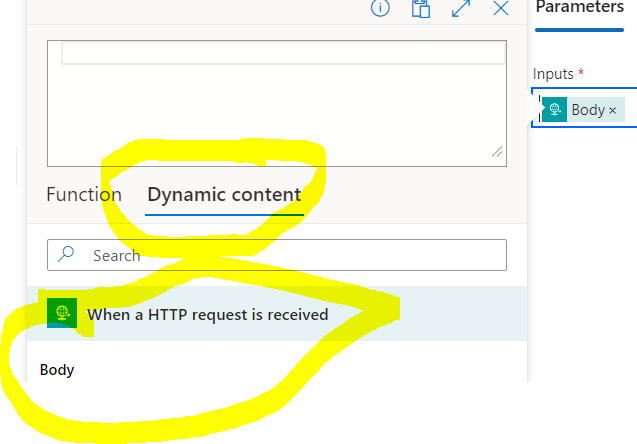 Parameters
Inputs *
Body ×
Function
Dynamic content
Search
When a HTTP request is received
Body